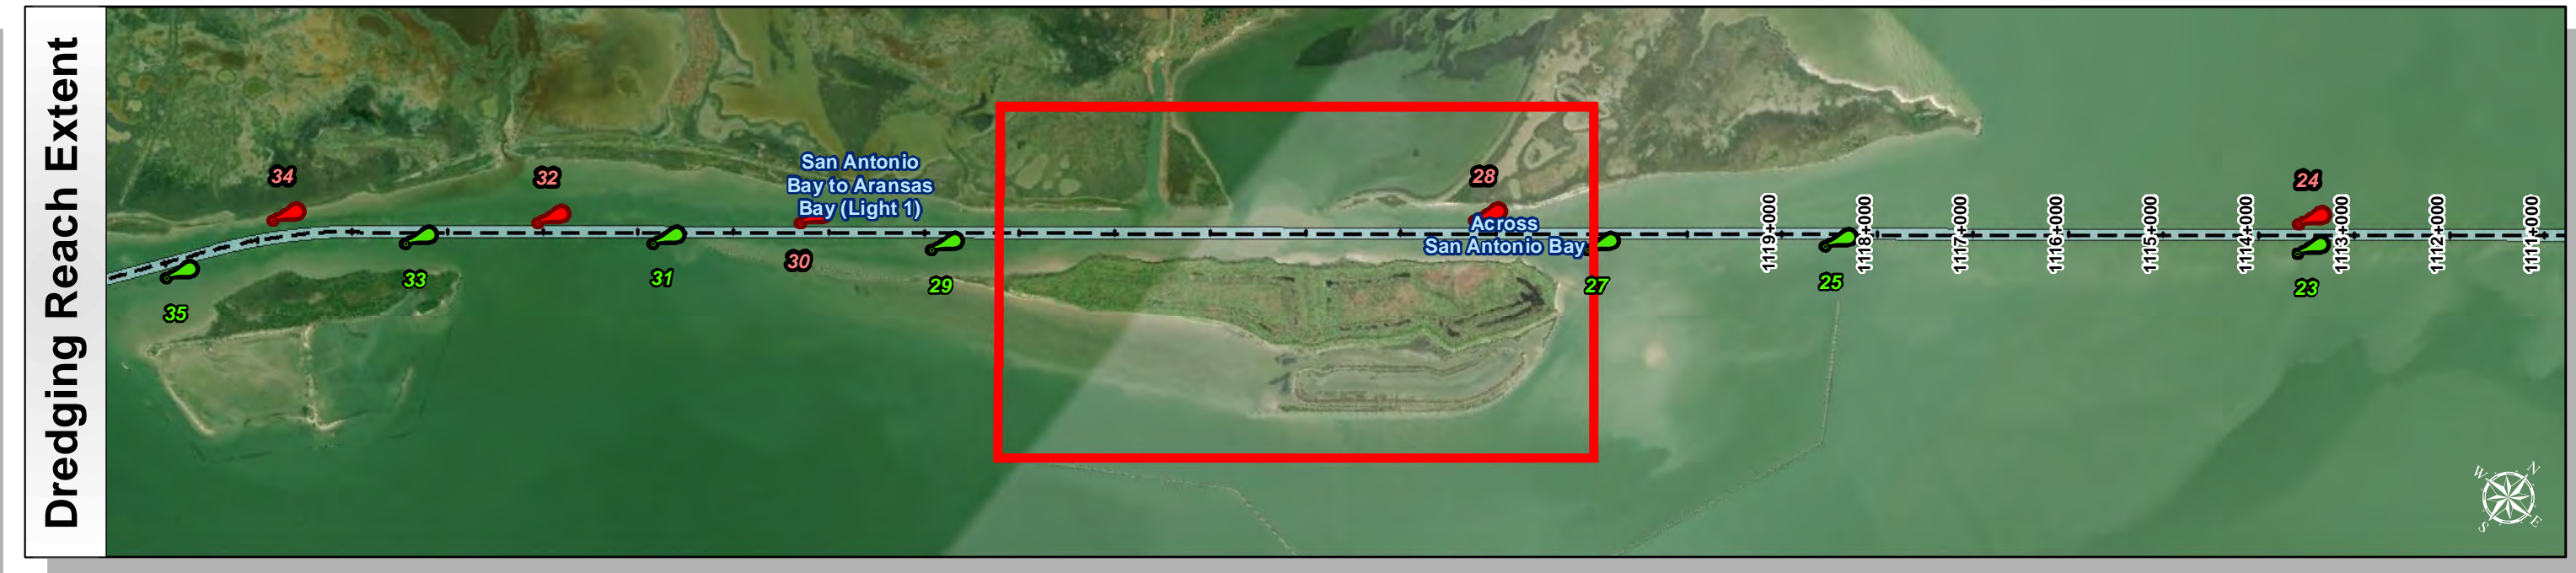 Dredging Reach Extent
34
32
San Antonio
Bay to Aransas
Bay (Light 1)
28
24
Across
San Antonio Bay
1119+000
1118+000
1117+000
1116+000
1115+000
1114+000
1113+000
1112+000
1111+000
35
33
31
30
29
27
25
23
W
N
S
E